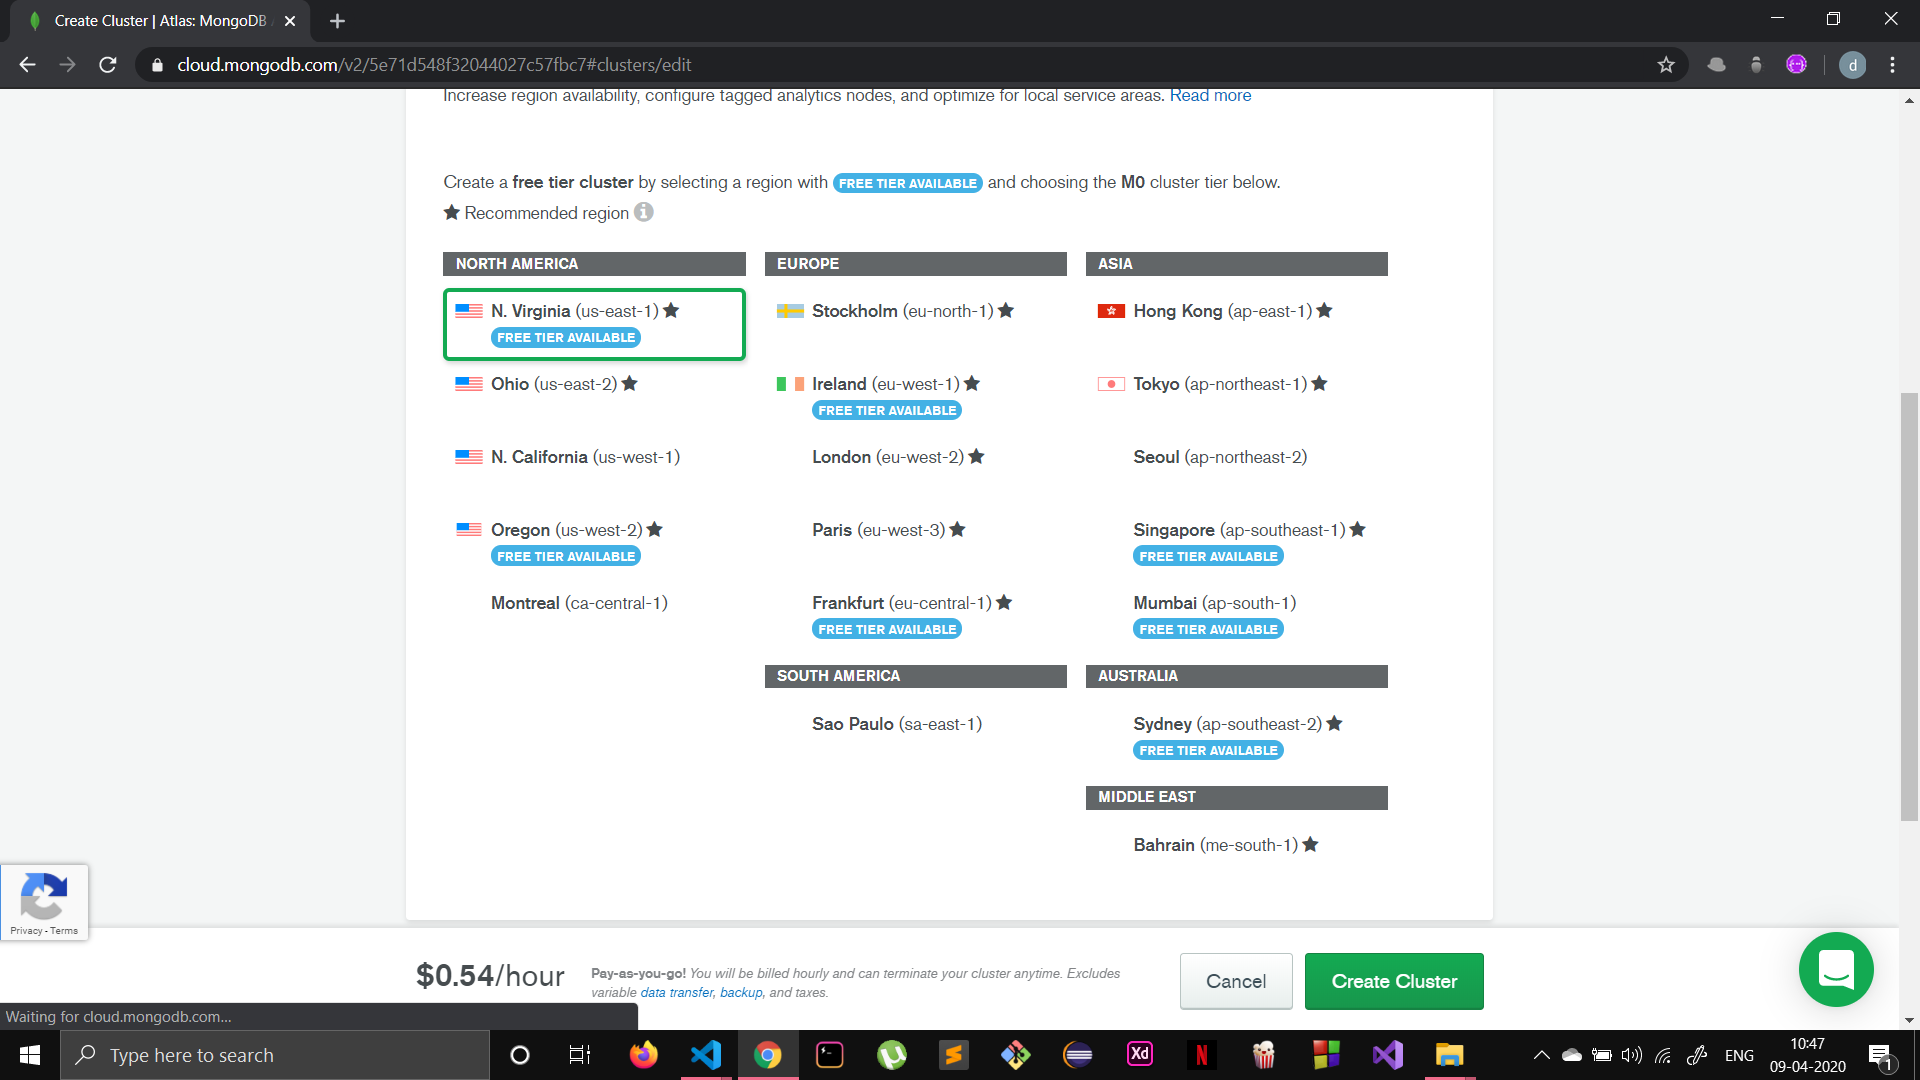 Create Cluster | Atlas: MongoDB
cloud.mongodb.com/v2/5e71d548f32044027c57fbc7#clusters/edit
d
Increase region availability, configure tagged analytics nodes, and optimize for local service areas. Read more
Create a free tier cluster by selecting a region with FREE TIER AVAILABLE and choosing the M0 cluster tier below.
★ Recommended region
NORTH AMERICA
N. Virginia (us-east-1) ★
FREE TIER AVAILABLE
Ohio (us-east-2) ★
N. California (us-west-1)
Oregon (us-west-2) ★
FREE TIER AVAILABLE
Montreal (ca-central-1)
EUROPE
Stockholm (eu-north-1) ★
Ireland (eu-west-1) ★
FREE TIER AVAILABLE
London (eu-west-2) ★
Paris (eu-west-3) ★
Frankfurt (eu-central-1) ★
FREE TIER AVAILABLE
SOUTH AMERICA
Sao Paulo (sa-east-1)
ASIA
Hong Kong (ap-east-1) ★
Tokyo (ap-northeast-1) ★
Seoul (ap-northeast-2)
Singapore (ap-southeast-1) ★
FREE TIER AVAILABLE
Mumbai (ap-south-1)
FREE TIER AVAILABLE
AUSTRALIA
Sydney (ap-southeast-2) ★
FREE TIER AVAILABLE
MIDDLE EAST
Bahrain (me-south-1) ★
Privacy - Terms
$0.54/hour
Pay-as-you-go! You will be billed hourly and can terminate your cluster anytime. Excludes
variable data transfer, backup, and taxes.
Cancel
Create Cluster
Waiting for cloud.mongodb.com...
Type here to search
Xd
N
ENG
10:47
09-04-2020
1